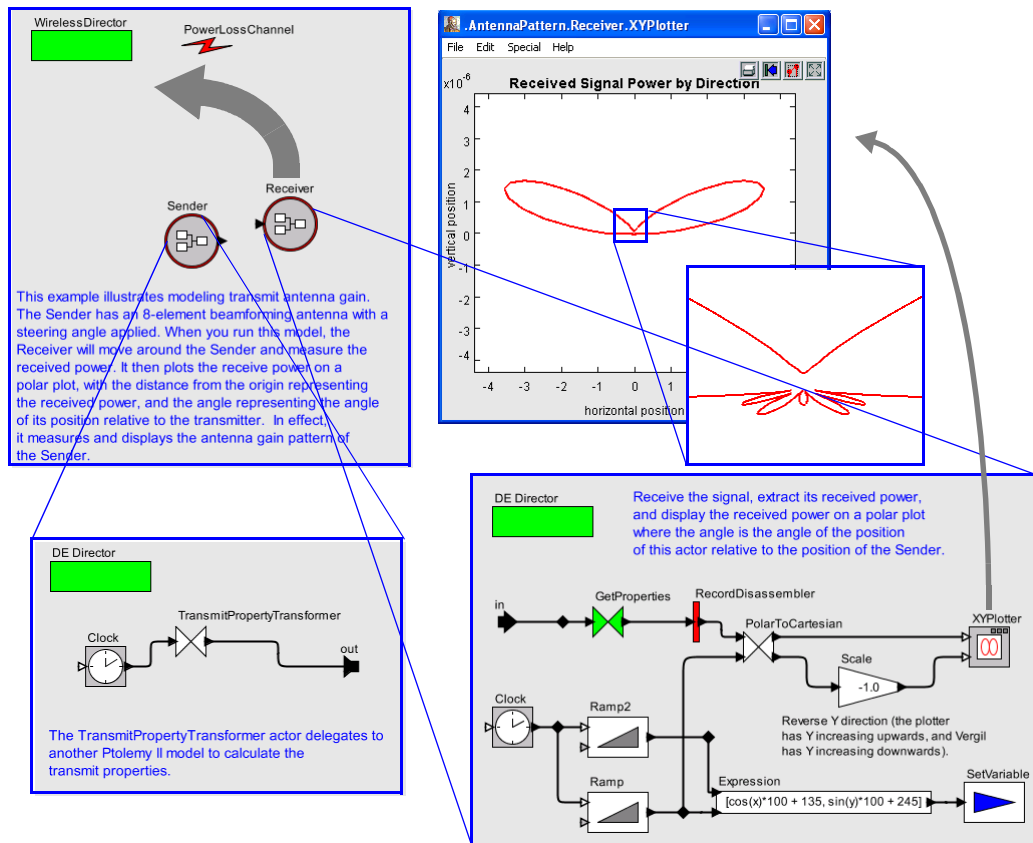 WirelessDirector
PowerLossChannel
Receiver
Sender
This example illustrates modeling transmit antenna gain.
The Sender has an 8-element beamforming antenna with a
steering angle applied. When you run this model, the
Receiver will move around the Sender and measure the
received power. It then plots the receive power on a
polar plot, with the distance from the origin representing
the received power, and the angle representing the angle
of its position relative to the transmitter. In effect,
it measures and displays the antenna gain pattern of
the Sender.
.AntennaPattern.Receiver.XYPlotter
File Edit Special Help
x10-6
Received Signal Power by Direction
4
3
2
1
0
-1
-2
-3
-4
vertical position
-4 -3 -2 -1 0 1
horizontal position
DE Director
TransmitPropertyTransformer
Clock
out
The TransmitPropertyTransformer actor delegates to
another Ptolemy II model to calculate the
transmit properties.
DE Director
Receive the signal, extract its received power,
and display the received power on a polar plot
where the angle is the angle of the position
of this actor relative to the position of the Sender.
in
GetProperties
RecordDisassembler
PolarToCartesian
XYPlotter
Scale
-1.0
Clock
Ramp2
Reverse Y direction (the plotter
has Y increasing upwards, and Vergil
has Y increasing downwards).
Ramp
Expression
[cos(x)*100 + 135, sin(y)*100 + 245]
SetVariable